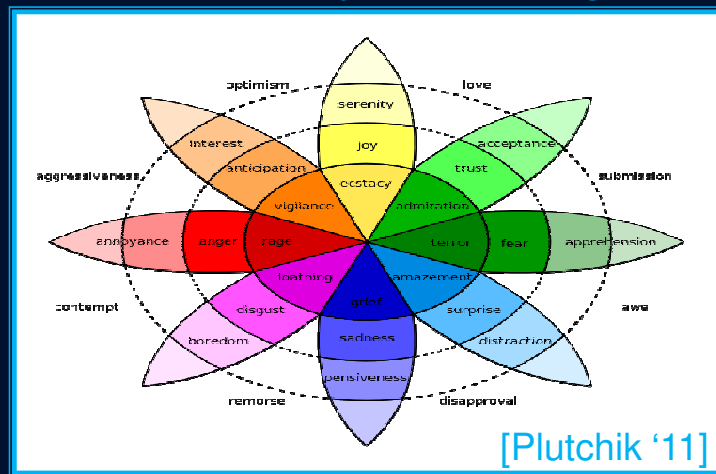 optimism
love
serenity
interest
acceptance
joy
anticipation
trust
aggressiveness
submission
ecstacy
vigilance
admiration
annoyance
anger
rage
terror
fear
apprehension
loathing
amazement
contempt
grief
awe
disgust
surprise
boredom
sadness
distraction
pensiveness
remorse
disapproval
[Plutchik ‘11]